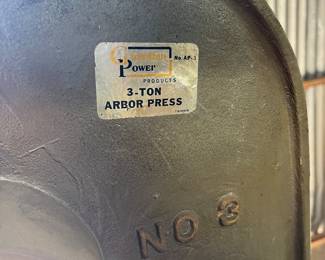 Power No. AP-3
PRODUCTS
3-TON
ARBOR PRESS
NO 3